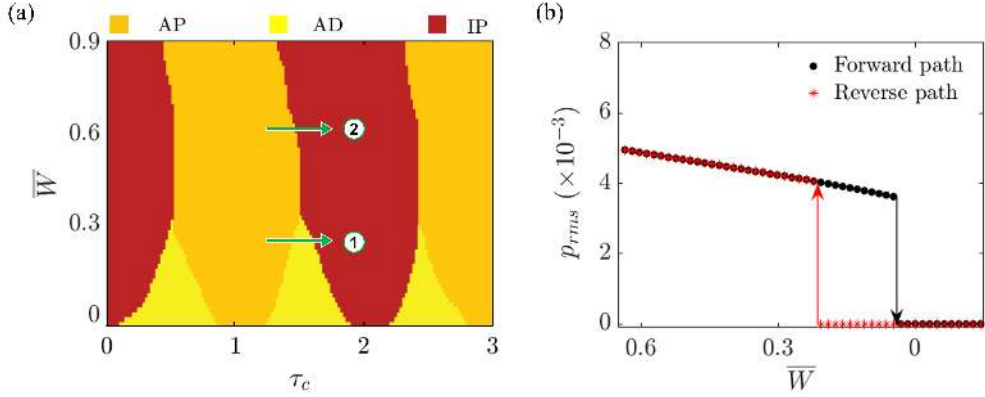 (a)
AP AD IP
0.9
0.6
0.3
0
W̅
0 1 2 3
τc
2
1
(b)
8
6
4
2
0
prms (×10−3)
Forward path
Reverse path
0.6 0.3 0
W̅